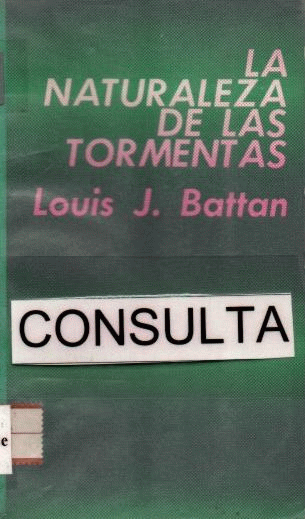 LA
NATURALEZA
DE LAS
TORMENTAS
Louis J. Battan
CONSULTA
e